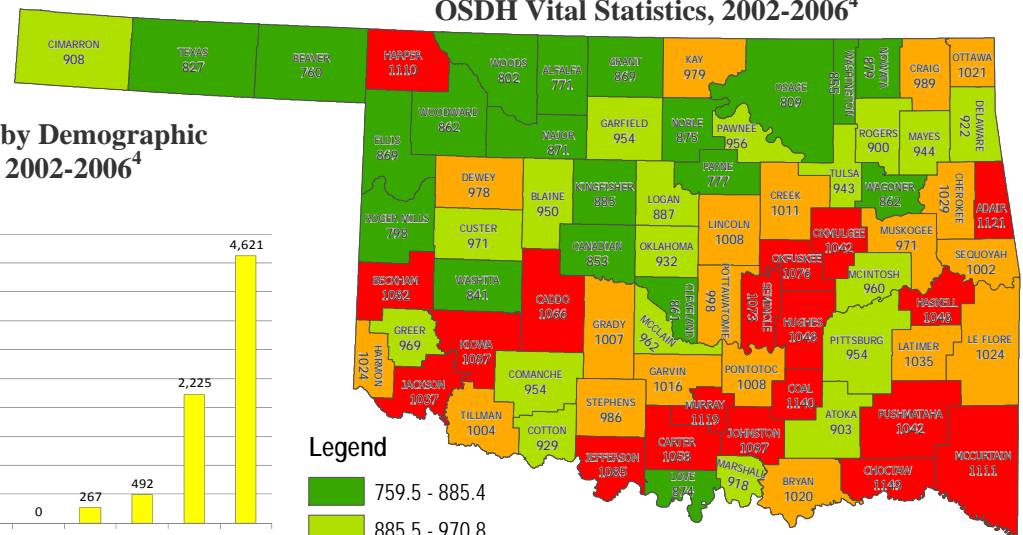 OSDH Vital Statistics, 2002-2006⁴
by Demographic
2002-2006⁴
4,621
2,225
492
267
0
CIMARRON
908
TEXAS
827
BEAVER
760
HARPER
1110
WOODS
802
ALFALFA
771
GRANT
869
KAY
979
OSAGE
809
WASHINGTON
NOWATA
879
CRAIG
989
OTTAWA
1021
DELAWARE
922
ELLIS
869
WOODWARD
862
MAJOR
871
GARFIELD
954
NOBLE
875
PAWNEE
956
ROGERS
900
MAYES
944
DEWEY
978
BLAINE
950
KINGFISHER
885
LOGAN
887
PAYNE
777
CREEK
1011
TULSA
943
WAGONER
862
CHEROKEE
1029
ADAIR
1121
ROGER MILLS
798
CUSTER
971
CANADIAN
853
OKLAHOMA
932
LINCOLN
1008
OKMULGEE
1042
MUSKOGEE
971
SEQUOYAH
1002
BECKHAM
1082
WASHITA
841
CADDO
1066
CLEVELAND
861
POTTAWATOMIE
998
SEMINOLE
1073
OKFUSKEE
1076
MCINTOSH
960
HASKELL
1048
GREER
969
HARMON
1024
KIOWA
1097
GRADY
1007
MCCLAIN
962
HUGHES
1048
PITTSBURG
954
LATIMER
1035
LE FLORE
1024
JACKSON
1037
TILLMAN
1004
COMANCHE
954
COTTON
929
STEPHENS
986
GARVIN
1016
PONTOTOC
1008
COAL
1140
MURRAY
1119
JOHNSTON
1097
ATOKA
903
PUSHMATAHA
1042
MCCURTAIN
1111
JEFFERSON
1085
CARTER
1058
LOVE
874
MARSHALL
918
BRYAN
1020
CHOCTAW
1149
Legend
759.5 - 885.4
885.5 - 970.8